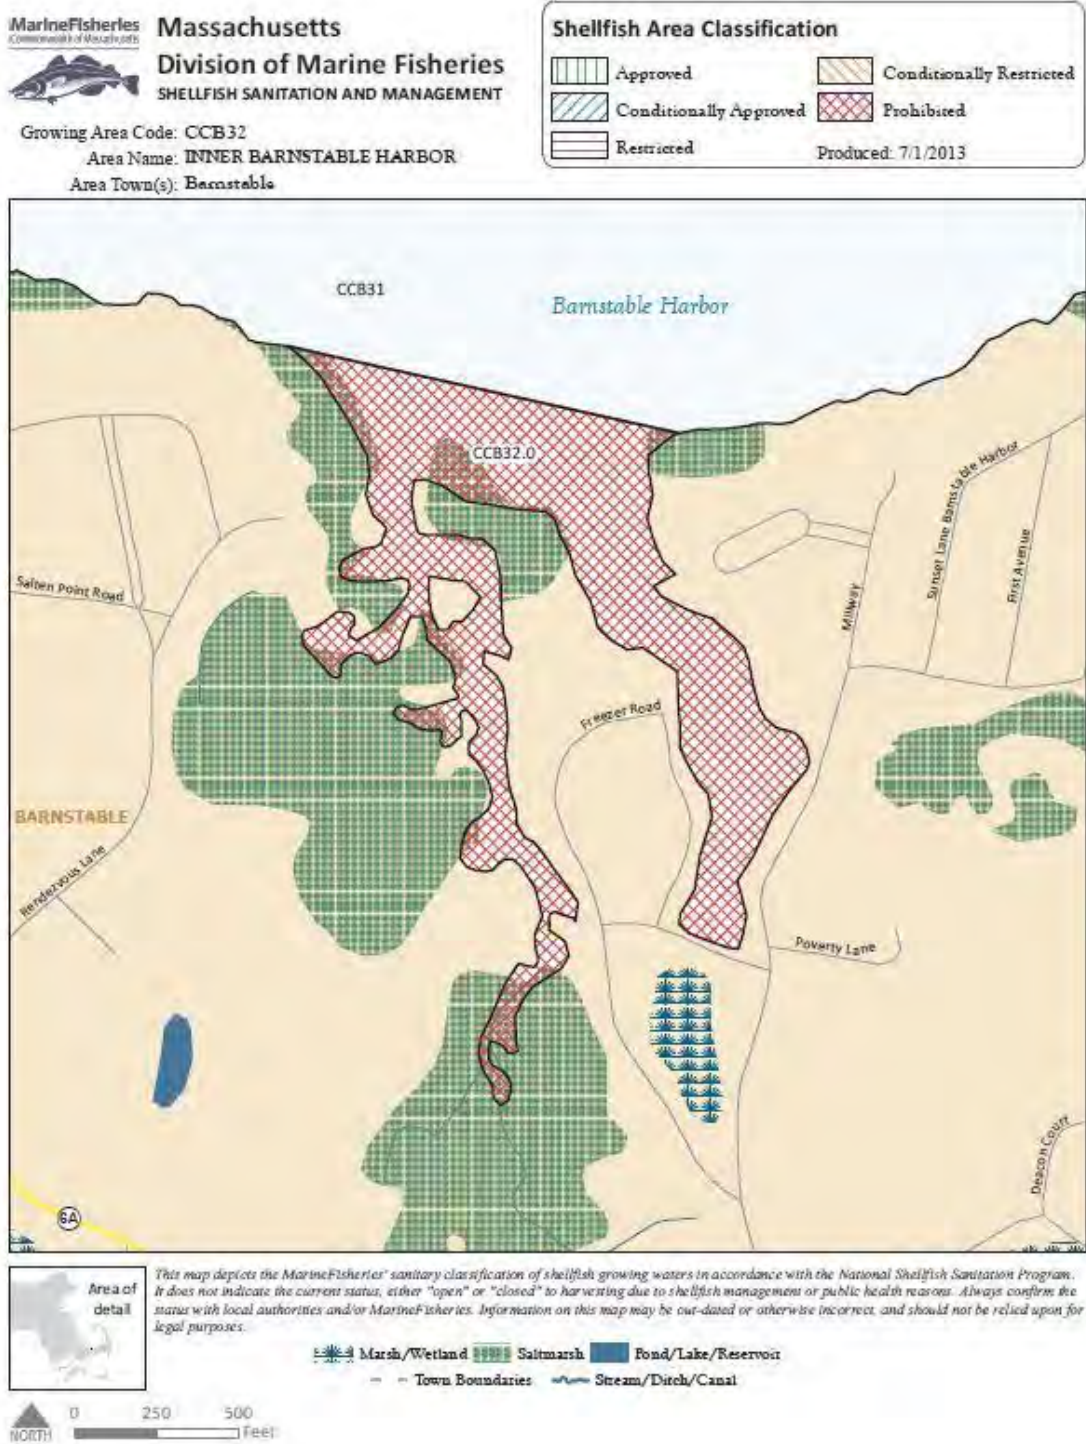 MarineFisheries
Commonwealth of Massachusetts
Massachusetts
Division of Marine Fisheries
SHELLFISH SANITATION AND MANAGEMENT
Growing Area Code: CCB32
Area Name: INNER BARNSTABLE HARBOR
Area Town(s): Barnstable
Shellfish Area Classification
Approved
Conditionally Restricted
Conditionally Approved
Prohibited
Restricted
Produced: 7/1/2013
CCB31
Barnstable Harbor
CCB32.0
Salten Point Road
Millway
Sunset Lane Barnstable Harbor
First Avenue
Freezer Road
BARNSTABLE
Rendezvous Lane
Poverty Lane
Deacon Court
6A
Area of
detail
This map depicts the MarineFisheries' sanitary classification of shellfish growing waters in accordance with the National Shellfish Sanitation Program.
It does not indicate the current status, either "open" or "closed" to harvesting due to shellfish management or public health reasons. Always confirm the
status with local authorities and/or MarineFisheries. Information on this map may be out-dated or otherwise incorrect, and should not be relied upon for
legal purposes.
Marsh/Wetland Saltmarsh Pond/Lake/Reservoir
Town Boundaries Stream/Ditch/Canal
NORTH
0 250 500
Feet